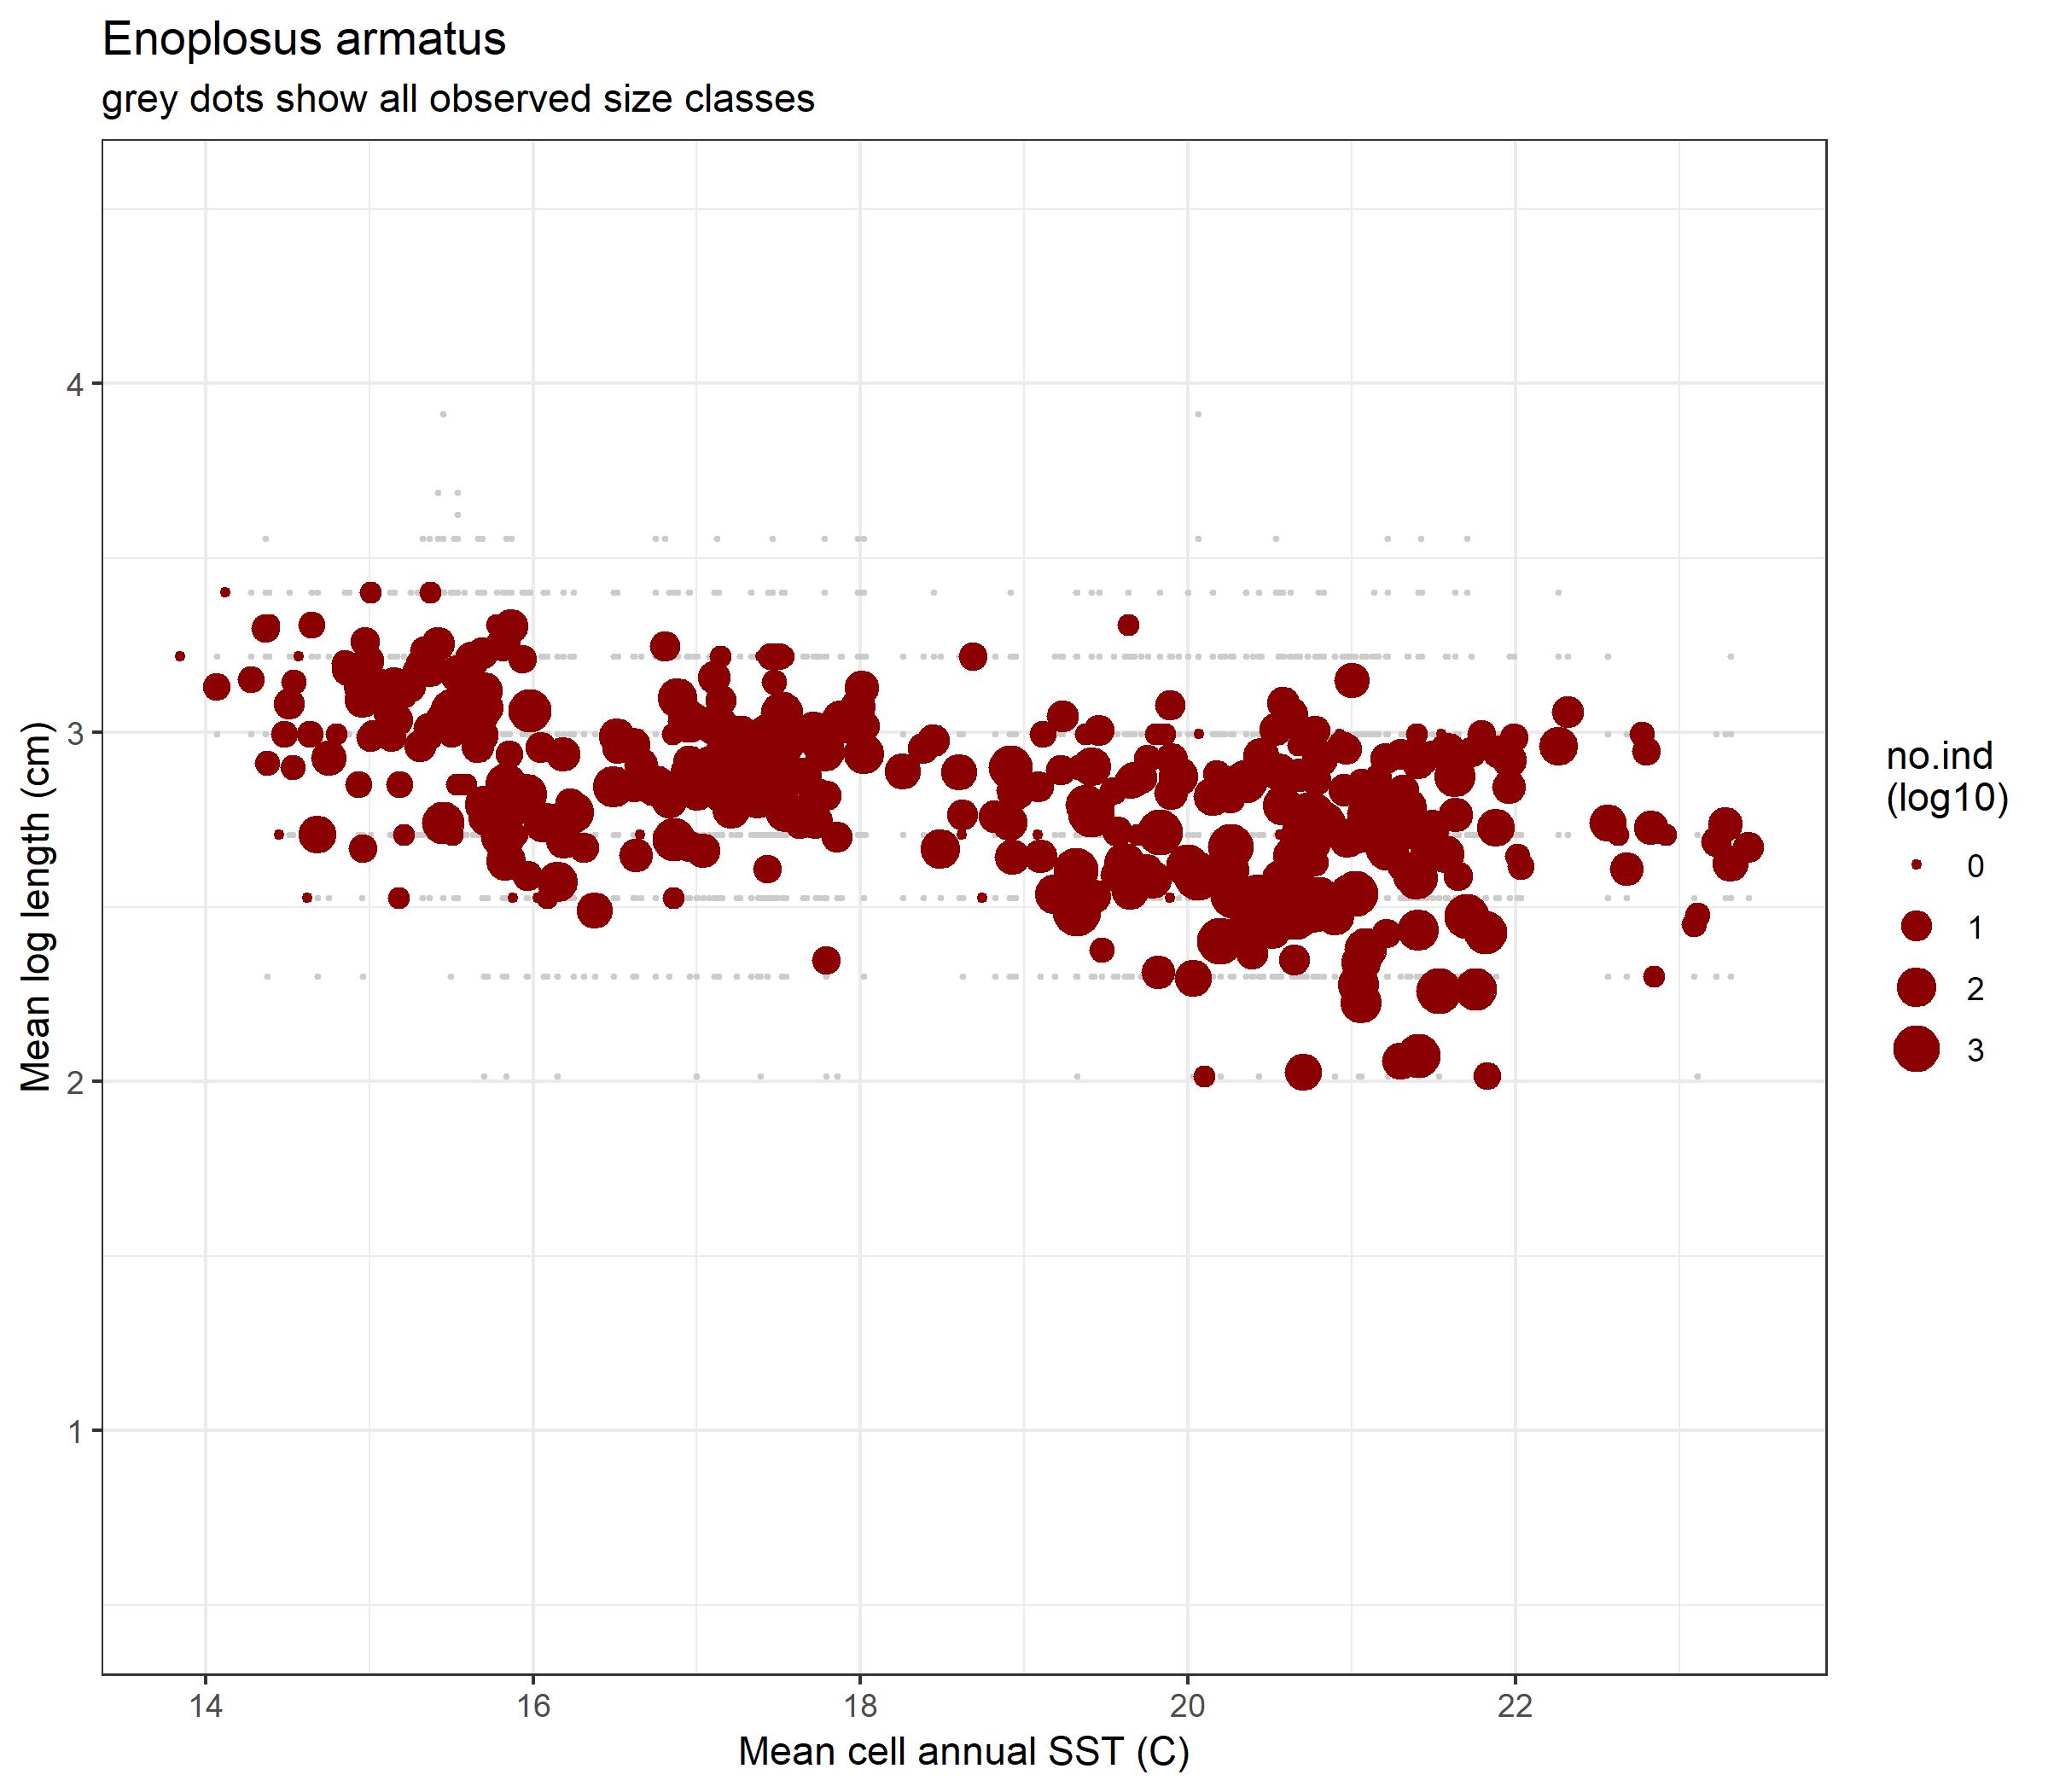 Enoplosus armatus
grey dots show all observed size classes
Mean log length (cm)
4
3
2
1
14 16 18 20 22
Mean cell annual SST (C)
no.ind
(log10)
0
1
2
3